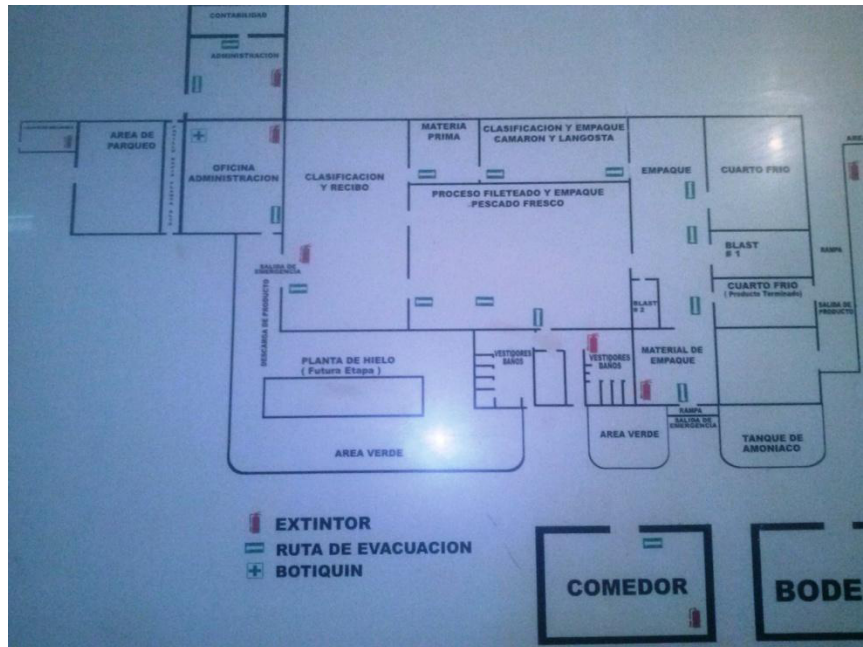 CONTABILIDAD
ADMINISTRACION
AREA DE
PARQUEO
OFICINA
ADMINISTRACION
CLASIFICACION
Y RECIBO
MATERIA
PRIMA
CLASIFICACION Y EMPAQUE
CAMARON Y LANGOSTA
PROCESO FILETEADO Y EMPAQUE
PESCADO FRESCO
EMPAQUE
CUARTO FRIO
BLAST
# 1
CUARTO FRIO
( Producto Terminado)
RAMPA
SALIDA DE
PRODUCTO
SALIDA DE
EMERGENCIA
DESCARGA DE PRODUCTO
BLAST
# 2
PLANTA DE HIELO
( Futura Etapa )
VESTIDORES
BAÑOS
VESTIDORES
BAÑOS
MATERIAL DE
EMPAQUE
RAMPA
SALIDA DE
EMERGENCIA
AREA VERDE
AREA VERDE
TANQUE DE
AMONIACO
EXTINTOR
RUTA DE EVACUACION
BOTIQUIN
COMEDOR
BODE